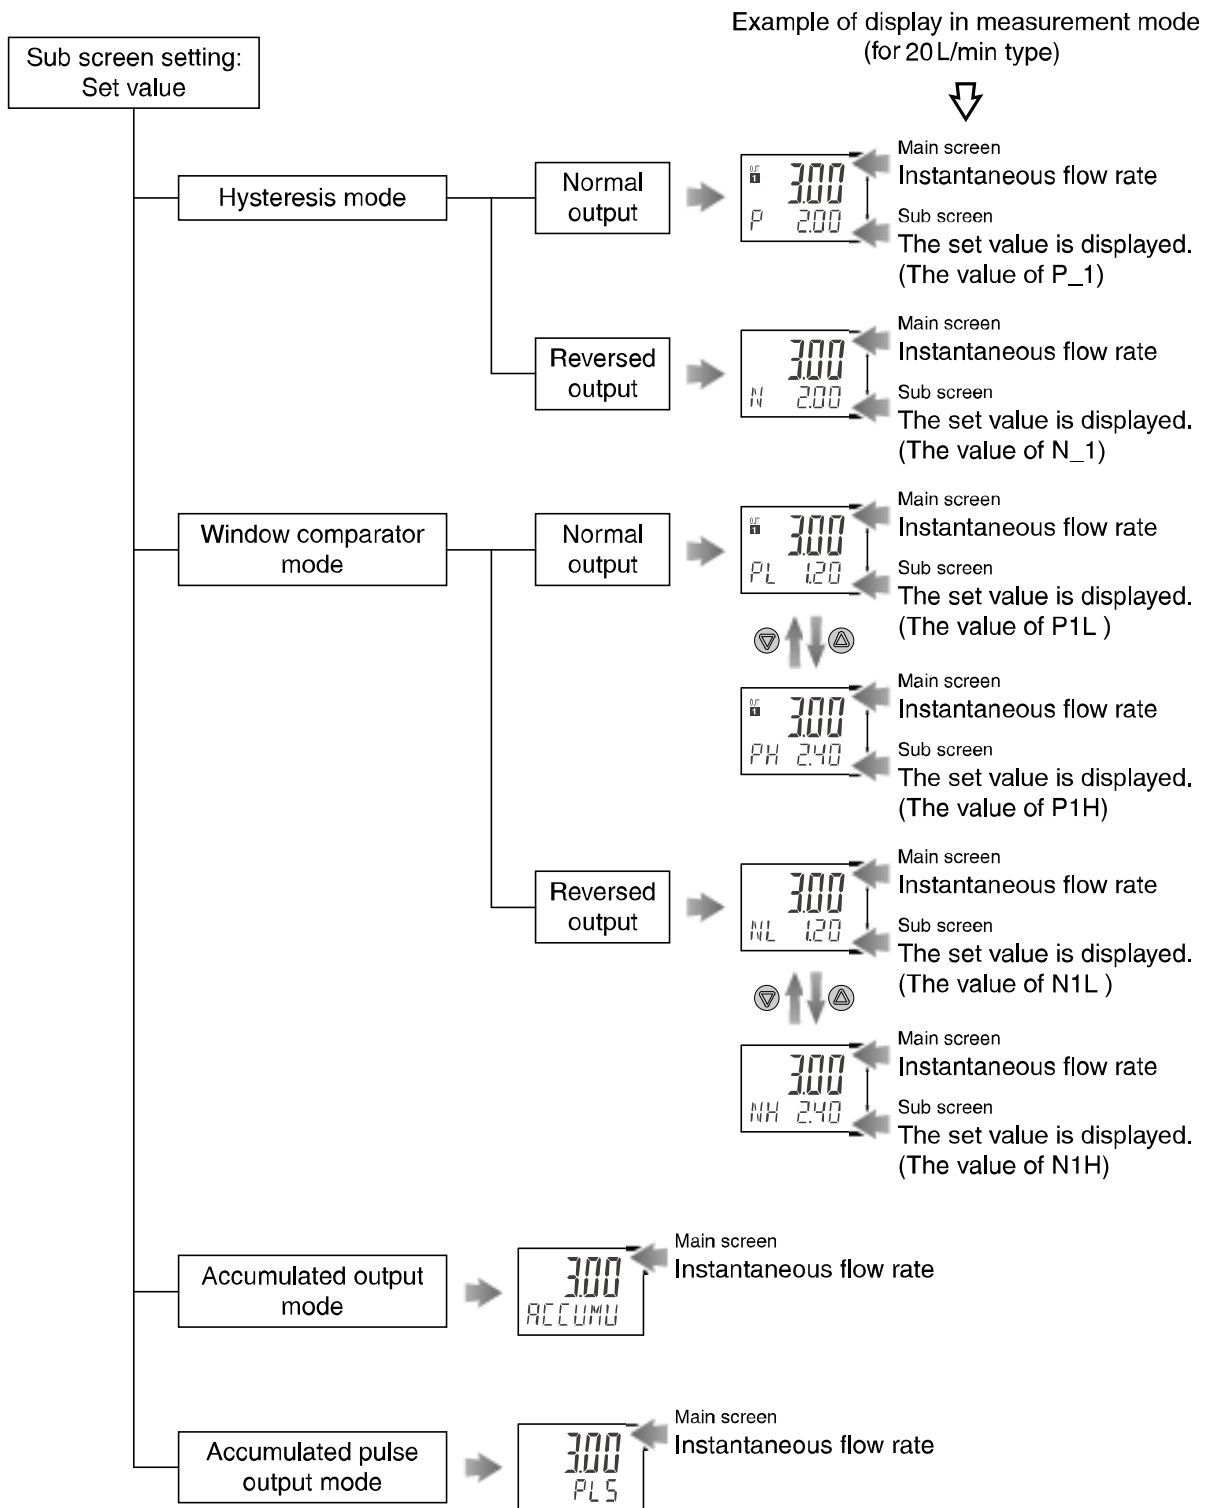 Example of display in measurement mode
(for 20 L/min type)
Sub screen setting:
Set value
Hysteresis mode
Normal
output
OUT
1
3.00
P 2.00
Main screen
Instantaneous flow rate
Sub screen
The set value is displayed.
(The value of P_1)
Reversed
output
3.00
N 2.00
Main screen
Instantaneous flow rate
Sub screen
The set value is displayed.
(The value of N_1)
Window comparator
mode
Normal
output
OUT
1
3.00
PL 1.20
Main screen
Instantaneous flow rate
Sub screen
The set value is displayed.
(The value of P1L )
OUT
1
3.00
PH 2.40
Main screen
Instantaneous flow rate
Sub screen
The set value is displayed.
(The value of P1H)
Reversed
output
3.00
NL 1.20
Main screen
Instantaneous flow rate
Sub screen
The set value is displayed.
(The value of N1L )
3.00
NH 2.40
Main screen
Instantaneous flow rate
Sub screen
The set value is displayed.
(The value of N1H)
Accumulated output
mode
3.00
ACCUMU
Main screen
Instantaneous flow rate
Accumulated pulse
output mode
3.00
PLS
Main screen
Instantaneous flow rate